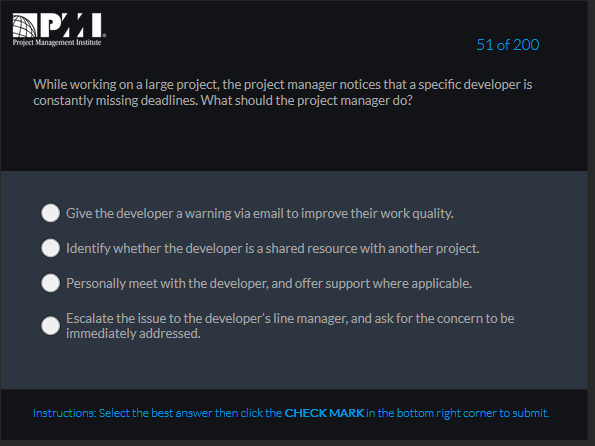 PMI
Project Management Institute
51 of 200
While working on a large project, the project manager notices that a specific developer is
constantly missing deadlines. What should the project manager do?
Give the developer a warning via email to improve their work quality.
Identify whether the developer is a shared resource with another project.
Personally meet with the developer, and offer support where applicable.
Escalate the issue to the developer's line manager, and ask for the concern to be
immediately addressed.
Instructions: Select the best answer then click the CHECK MARK in the bottom right corner to submit.